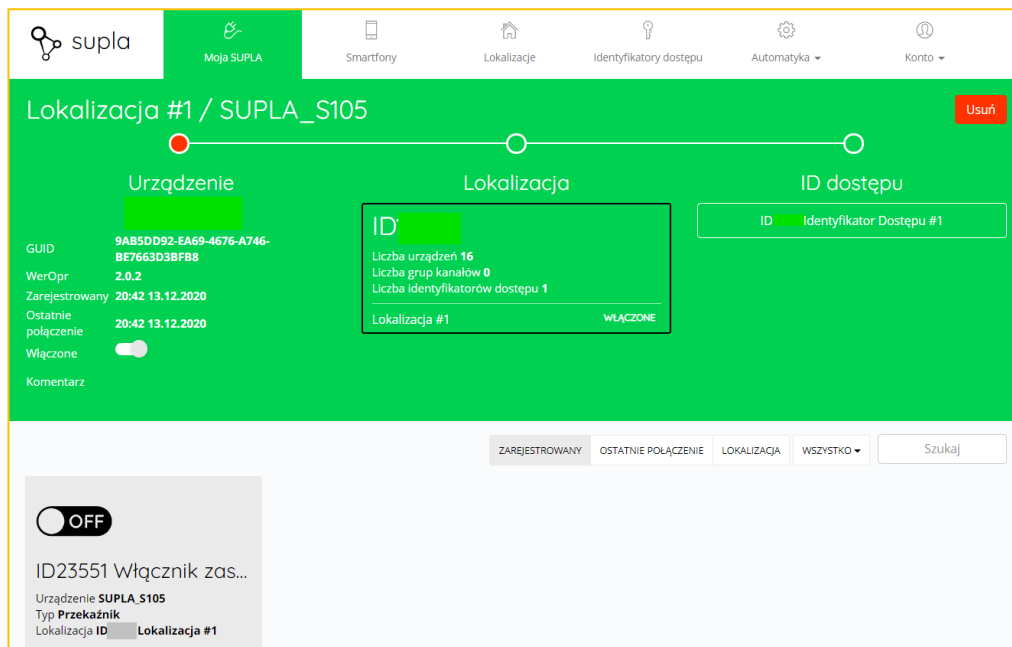 supla
Moja SUPLA
Smartfony
Lokalizacje
Identyfikatory dostępu
Automatyka
Konto
Lokalizacja #1 / SUPLA_S105
Usuń
Urządzenie
GUID 9AB5DD92-EA69-4676-A746-
BE7663D3BFB8
WerOpr 2.0.2
Zarejestrowany 20:42 13.12.2020
Ostatnie
połączenie 20:42 13.12.2020
Włączone
Komentarz
Lokalizacja
ID
Liczba urządzeń 16
Liczba grup kanałów 0
Liczba identyfikatorów dostępu 1
Lokalizacja #1 WŁĄCZONE
ID dostępu
ID Identyfikator Dostępu #1
ZAREJESTROWANY OSTATNIE POŁĄCZENIE LOKALIZACJA WSZYSTKO Szukaj
OFF
ID23551 Włącznik zas...
Urządzenie SUPLA_S105
Typ Przekaźnik
Lokalizacja ID Lokalizacja #1